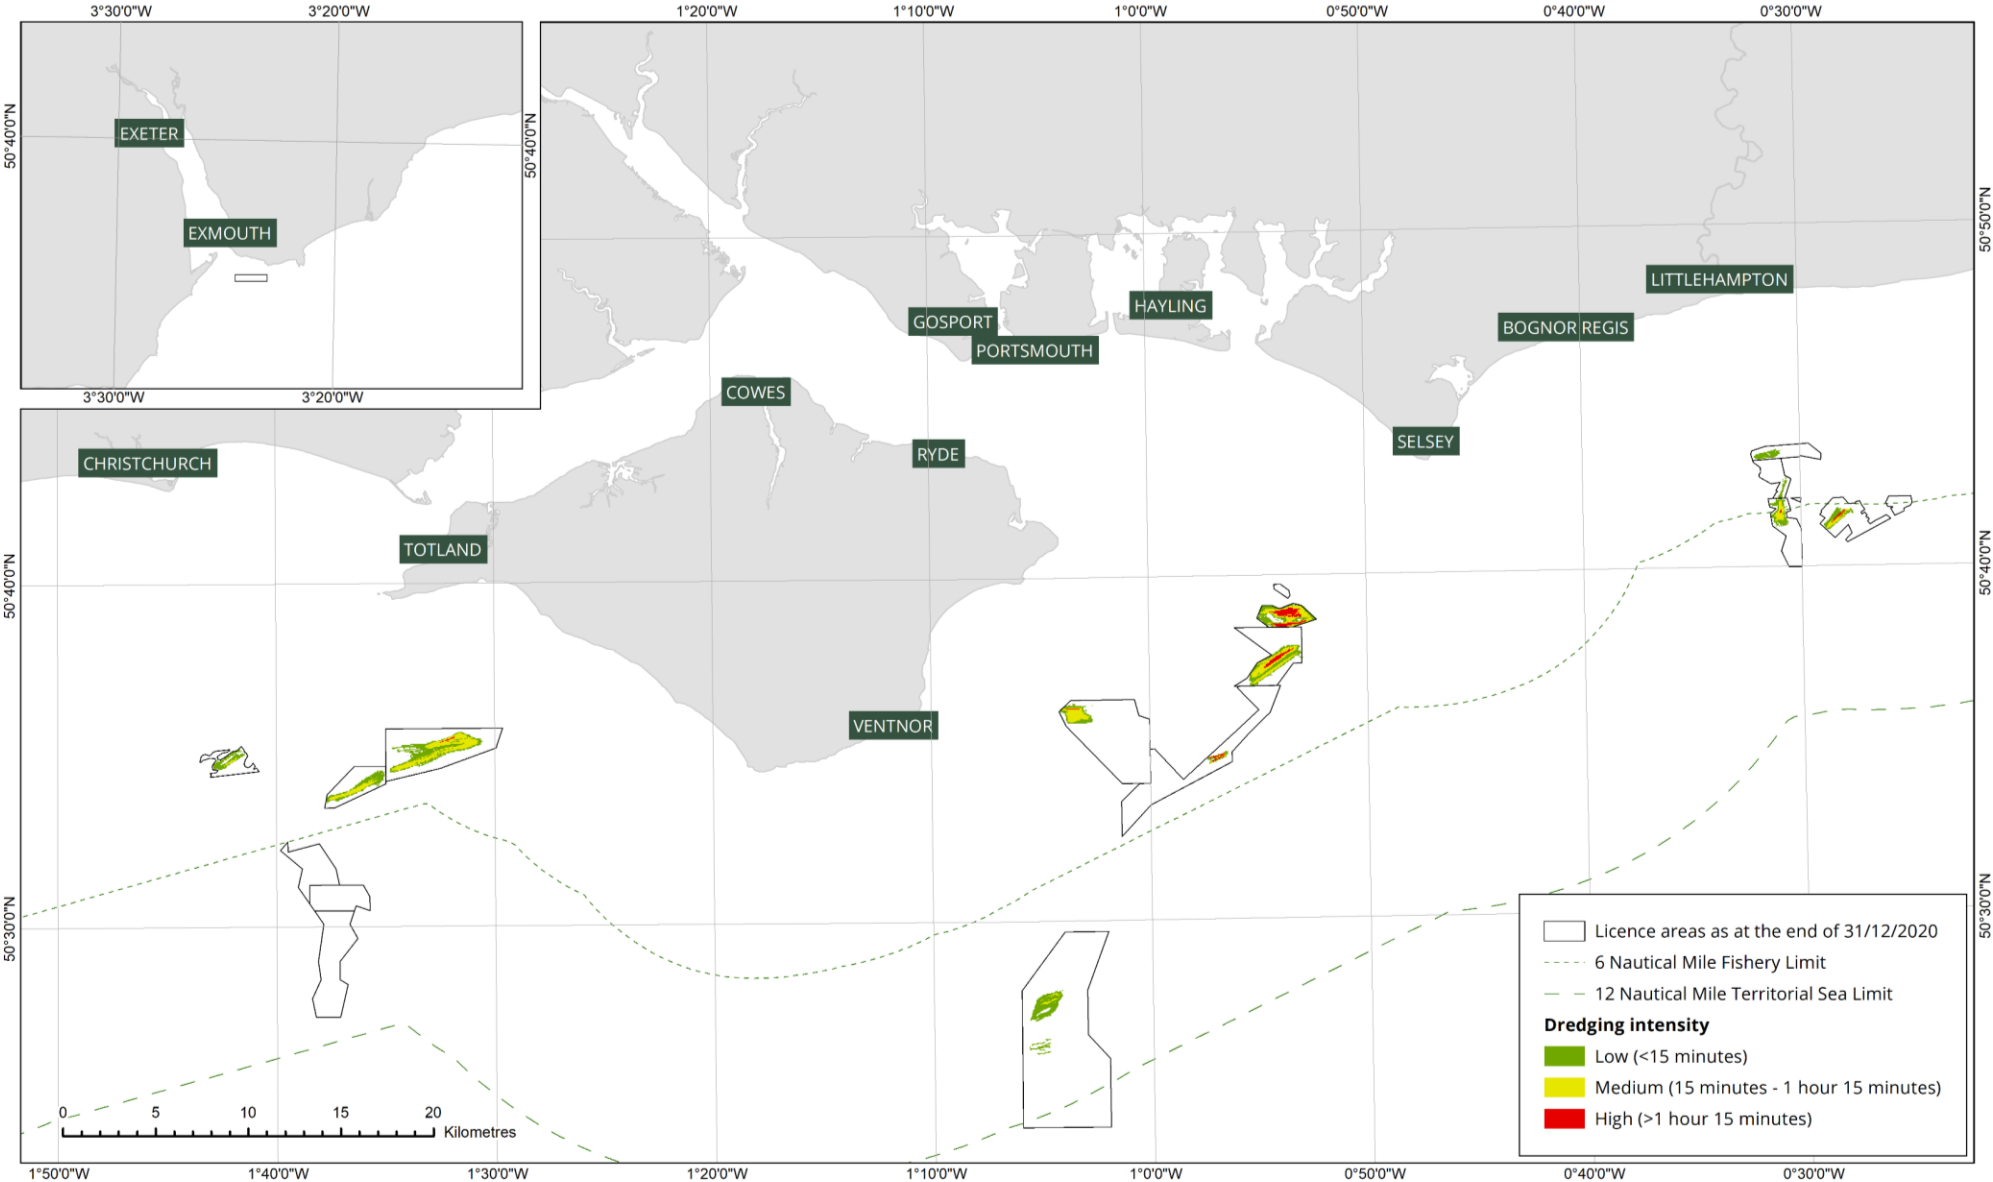 3°30'0"W
3°20'0"W
1°20'0"W
1°10'0"W
1°0'0"W
0°50'0"W
0°40'0"W
0°30'0"W
50°40'0"N
50°40'0"N
EXETER
EXMOUTH
3°30'0"W
3°20'0"W
50°50'0"N
LITTLEHAMPTON
HAYLING
GOSPORT
BOGNOR REGIS
PORTSMOUTH
COWES
SELSEY
RYDE
CHRISTCHURCH
TOTLAND
50°40'0"N
50°40'0"N
VENTNOR
50°30'0"N
50°30'0"N
Licence areas as at the end of 31/12/2020
6 Nautical Mile Fishery Limit
12 Nautical Mile Territorial Sea Limit
Dredging intensity
Low (<15 minutes)
Medium (15 minutes - 1 hour 15 minutes)
High (>1 hour 15 minutes)
0 5 10 15 20
Kilometres
1°50'0"W
1°40'0"W
1°30'0"W
1°20'0"W
1°10'0"W
1°0'0"W
0°50'0"W
0°40'0"W
0°30'0"W